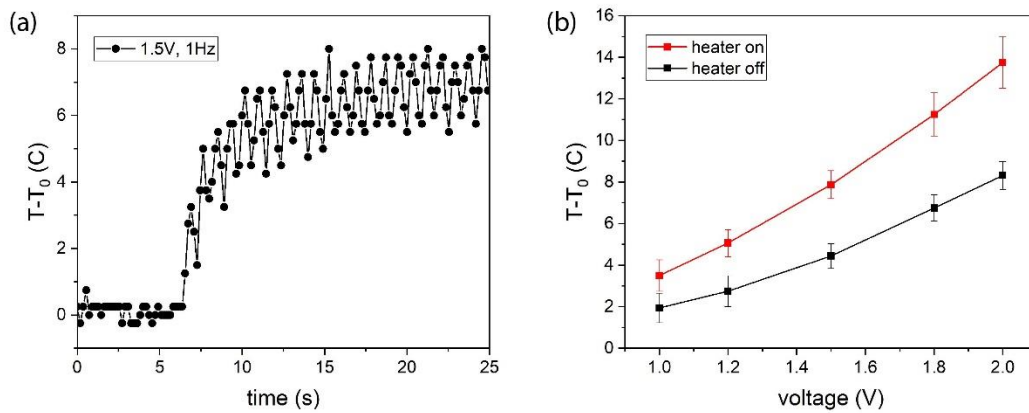 (a)
1.5V, 1Hz
T-T₀ (C)
8
6
4
2
0
0 5 10 15 20 25
time (s)
(b)
heater on
heater off
T-T₀ (C)
16
14
12
10
8
6
4
2
0
1.0 1.2 1.4 1.6 1.8 2.0
voltage (V)